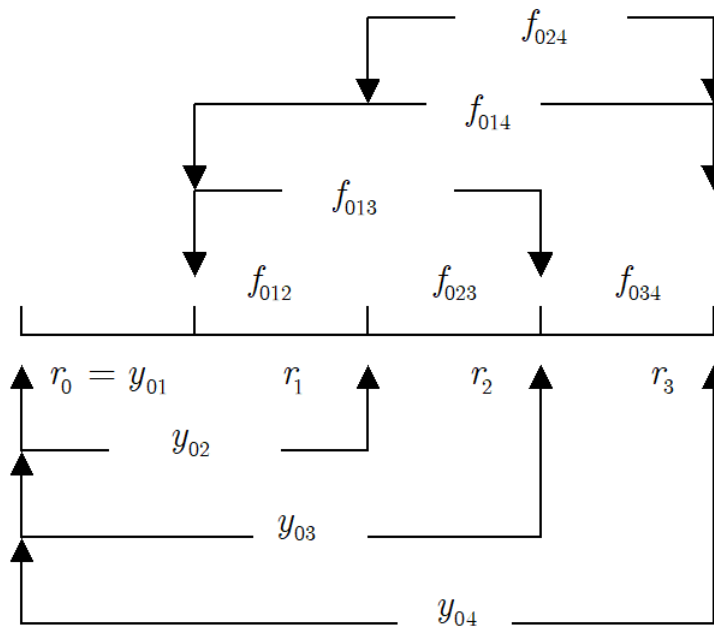 f₀₂₄
f₀₁₄
f₀₁₃
f₀₁₂ f₀₂₃ f₀₃₄
r₀ = y₀₁ r₁ r₂ r₃
y₀₂
y₀₃
y₀₄